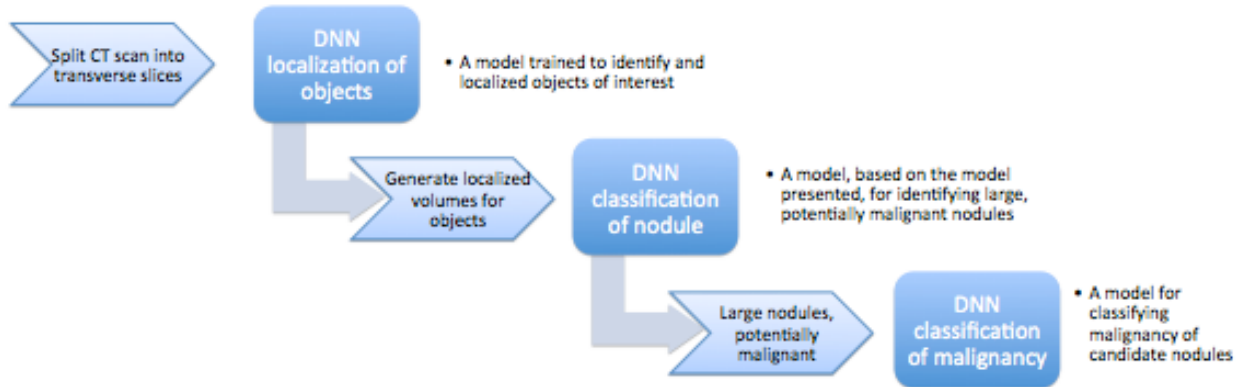 Split CT scan into
transverse slices
DNN
localization of
objects
• A model trained to identify and
localized objects of interest
Generate localized
volumes for
objects
DNN
classification
of nodule
• A model, based on the model
presented, for identifying large,
potentially malignant nodules
Large nodules,
potentially
malignant
DNN
classification
of malignancy
• A model for
classifying
malignancy of
candidate nodules